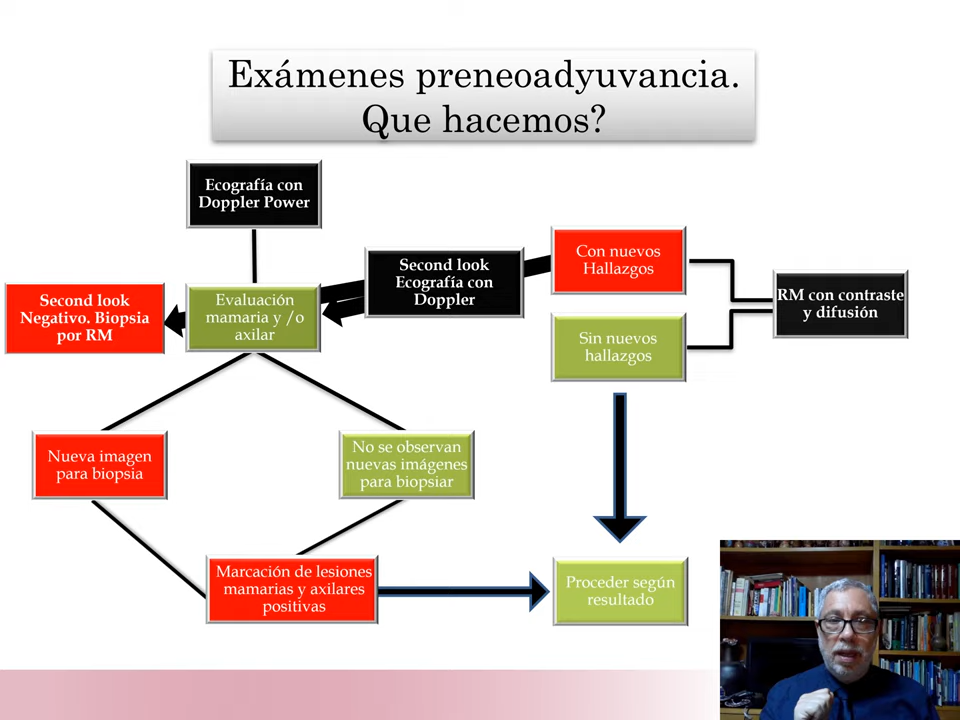 Exámenes preneoadyuvancia.
Que hacemos?
Ecografía con
Doppler Power
Second look
Ecografía con
Doppler
Con nuevos
Hallazgos
RM con contraste
y difusión
Second look
Negativo. Biopsia
por RM
Evaluación
mamaria y /o
axilar
Sin nuevos
hallazgos
Nueva imagen
para biopsia
No se observan
nuevas imágenes
para biopsiar
Marcación de lesiones
mamarias y axilares
positivas
Proceder según
resultado